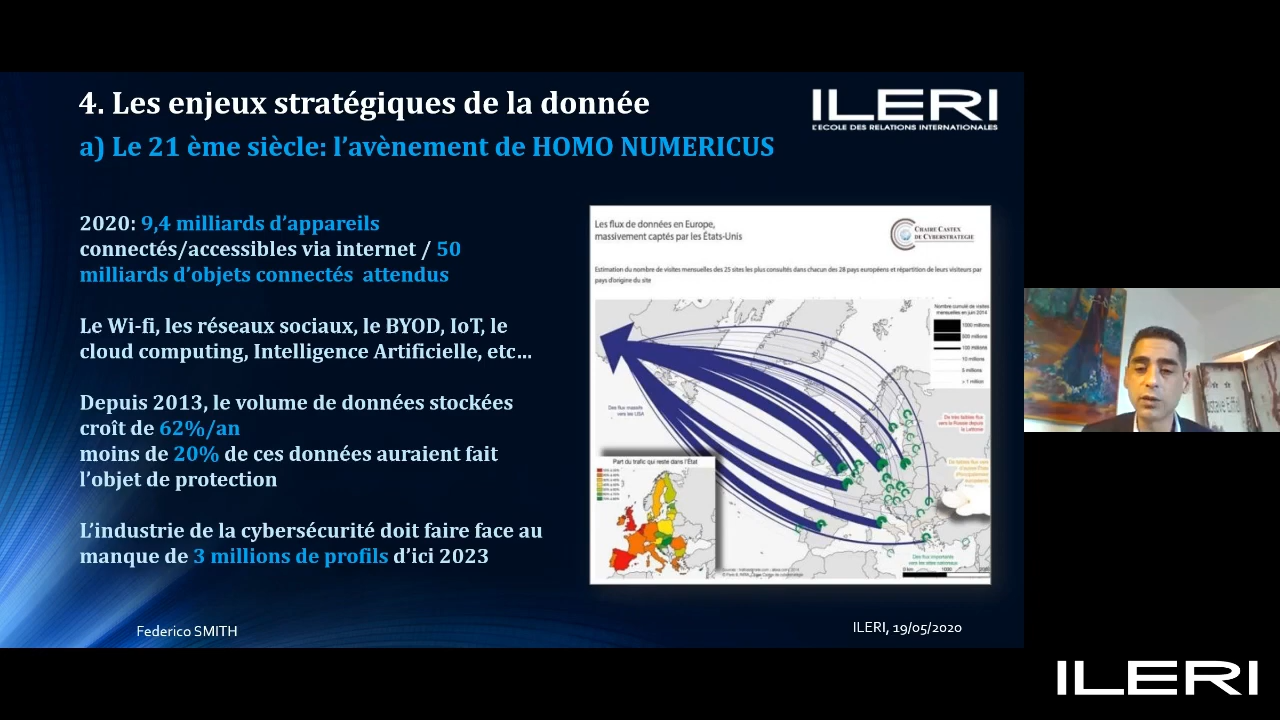 4. Les enjeux stratégiques de la donnée
a) Le 21 ème siècle: l’avènement de HOMO NUMERICUS
ILERI
L'ECOLE DES RELATIONS INTERNATIONALES
2020: 9,4 milliards d’appareils
connectés/accessibles via internet / 50
milliards d’objets connectés attendus
Le Wi-fi, les réseaux sociaux, le BYOD, IoT, le
cloud computing, Intelligence Artificielle, etc…
Depuis 2013, le volume de données stockées
croît de 62%/an
moins de 20% de ces données auraient fait
l’objet de protection
L’industrie de la cybersécurité doit faire face au
manque de 3 millions de profils d’ici 2023
Les flux de données en Europe,
massivement captés par les États-Unis
CHAIRE CASTEX
DE CYBERSTRATEGIE
Estimation du nombre de visites mensuelles des 25 sites les plus consultés dans chacun des 28 pays européens et répartition de leurs visiteurs par
pays d'origine du site
Nombre cumulé de visites
mensuelles en juin 2014
1000 millions
500 millions
100 millions
10 millions
5 millions
> 1 million
Des flux massifs
vers les USA
De très faibles flux
vers la Russie depuis
la Lettonie
Part du trafic qui reste dans l'État
Des flux importants
vers les sites nationaux
0 km
Federico SMITH
ILERI, 19/05/2020
ILERI